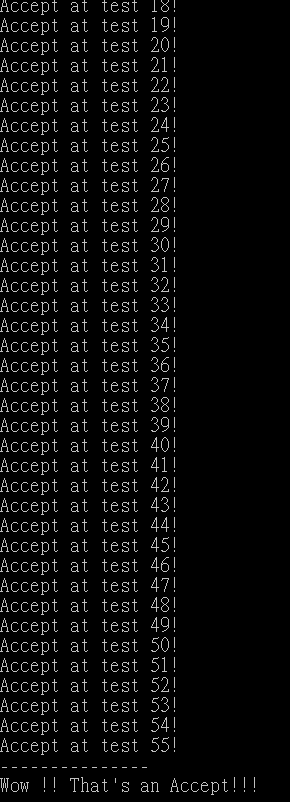 Accept at test 18!
Accept at test 19!
Accept at test 20!
Accept at test 21!
Accept at test 22!
Accept at test 23!
Accept at test 24!
Accept at test 25!
Accept at test 26!
Accept at test 27!
Accept at test 28!
Accept at test 29!
Accept at test 30!
Accept at test 31!
Accept at test 32!
Accept at test 33!
Accept at test 34!
Accept at test 35!
Accept at test 36!
Accept at test 37!
Accept at test 38!
Accept at test 39!
Accept at test 40!
Accept at test 41!
Accept at test 42!
Accept at test 43!
Accept at test 44!
Accept at test 45!
Accept at test 46!
Accept at test 47!
Accept at test 48!
Accept at test 49!
Accept at test 50!
Accept at test 51!
Accept at test 52!
Accept at test 53!
Accept at test 54!
Accept at test 55!
---------------
Wow !! That's an Accept!!!